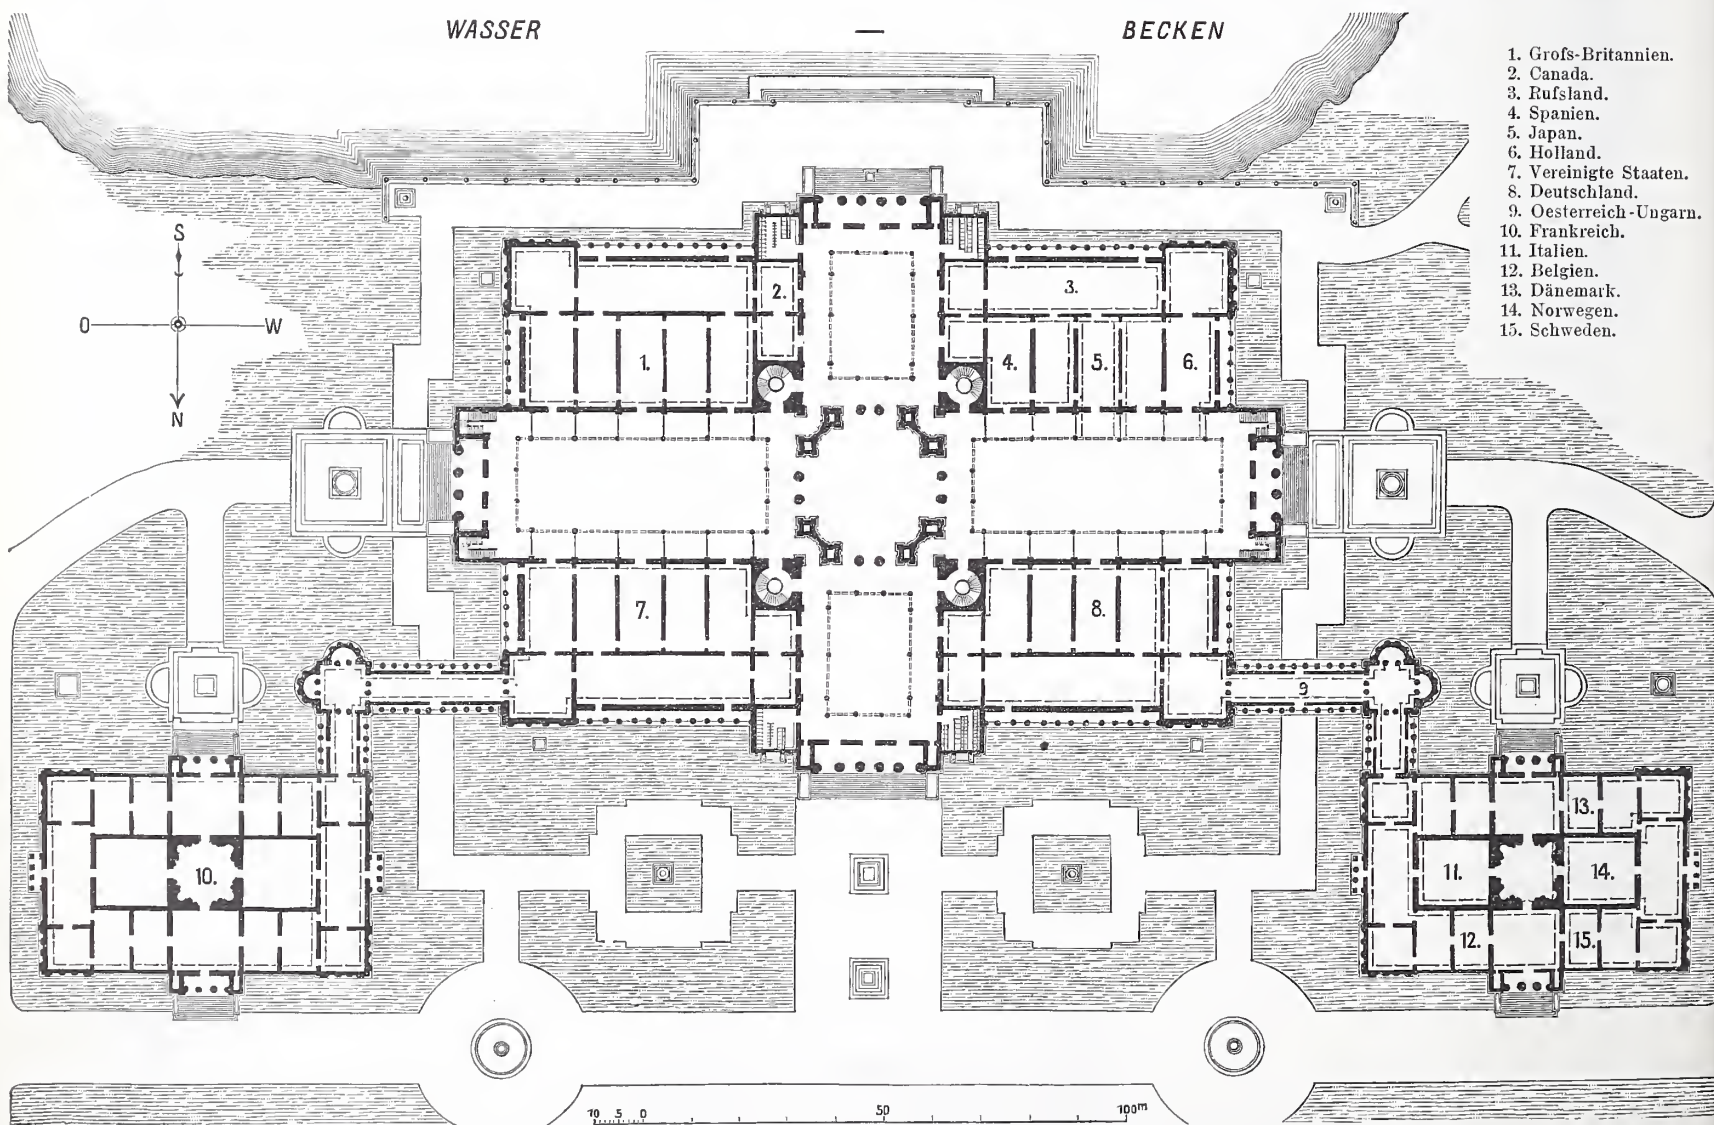 WASSER — BECKEN
1. Grofs-Britannien.
2. Canada.
3. Rufsland.
4. Spanien.
5. Japan.
6. Holland.
7. Vereinigte Staaten.
8. Deutschland.
9. Oesterreich-Ungarn.
10. Frankreich.
11. Italien.
12. Belgien.
13. Dänemark.
14. Norwegen.
15. Schweden.
S
O W
N
2.
3.
1.
4.
5.
6.
7.
8.
9
10.
11.
12.
13.
14.
15.
10 5 0 50 100m